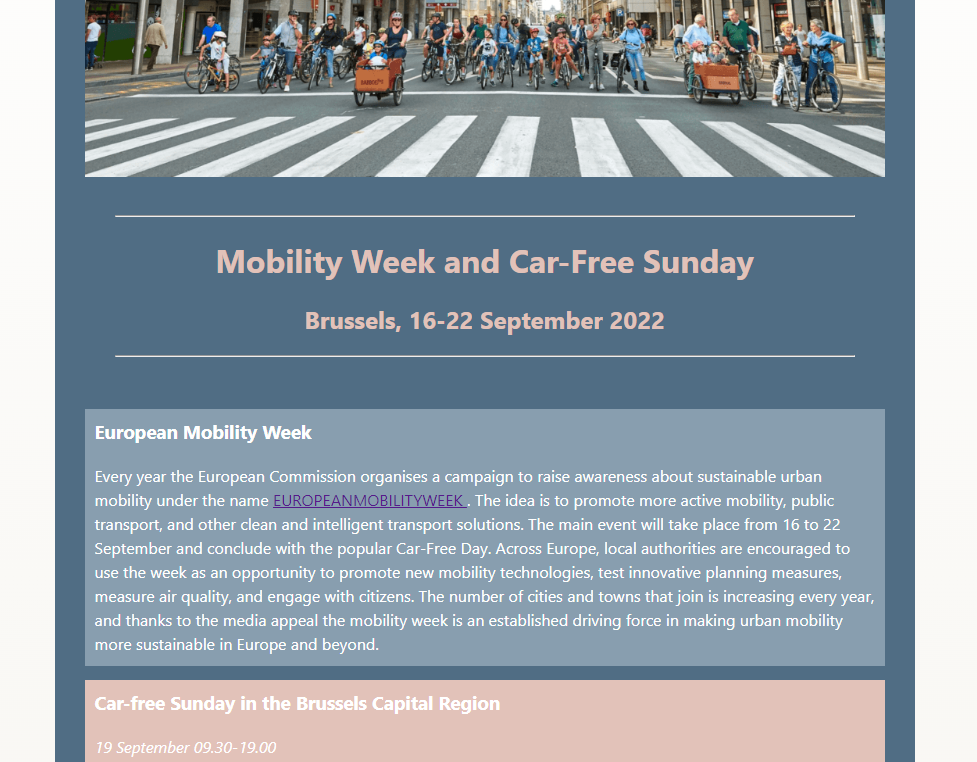 Mobility Week and Car-Free Sunday
Brussels, 16-22 September 2022
European Mobility Week
Every year the European Commission organises a campaign to raise awareness about sustainable urban
mobility under the name EUROPEANMOBILITYWEEK . The idea is to promote more active mobility, public
transport, and other clean and intelligent transport solutions. The main event will take place from 16 to 22
September and conclude with the popular Car-Free Day. Across Europe, local authorities are encouraged to
use the week as an opportunity to promote new mobility technologies, test innovative planning measures,
measure air quality, and engage with citizens. The number of cities and towns that join is increasing every year,
and thanks to the media appeal the mobility week is an established driving force in making urban mobility
more sustainable in Europe and beyond.
Car-free Sunday in the Brussels Capital Region
19 September 09.30-19.00